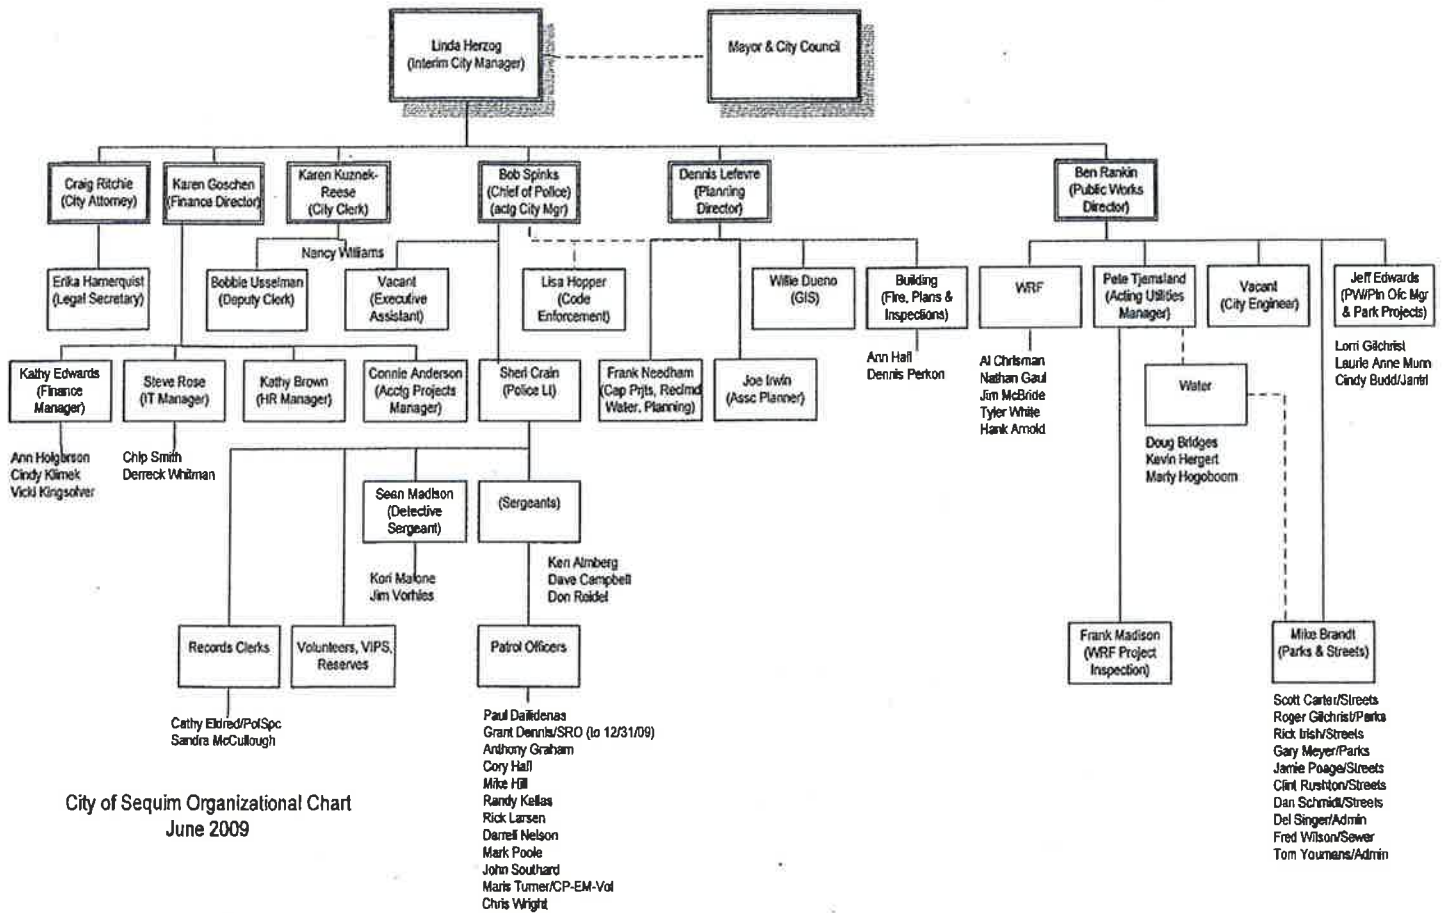 Linda Herzog
(Interim City Manager)
Mayor & City Council
Craig Ritchie
(City Attorney)
Karen Goschen
(Finance Director)
Karen Kuznek-
Reese
(City Clerk)
Bob Spinks
(Chief of Police)
(actg City Mgr)
Dennis Lefevre
(Planning
Director)
Ben Rankin
(Public Works
Director)
Nancy Williams
Erika Hamerquist
(Legal Secretary)
Bobbie Usselman
(Deputy Clerk)
Vacant
(Executive
Assistant)
Lisa Hopper
(Code
Enforcement)
Willie Dueno
(GIS)
Building
(Fire, Plans &
Inspections)
WRF
Pete Tjemsland
(Acting Utilities
Manager)
Vacant
(City Engineer)
Jeff Edwards
(PW/Pln Ofc Mgr
& Park Projects)
Ann Hall
Dennis Perkon
Al Chrisman
Nathan Gaul
Jim McBride
Tyler White
Hank Arnold
Lorri Gilchrist
Laurie Anne Munn
Cindy Budd/Jantrl
Kathy Edwards
(Finance
Manager)
Steve Rose
(IT Manager)
Kathy Brown
(HR Manager)
Connie Anderson
(Acctg Projects
Manager)
Sheri Crain
(Police Lt)
Frank Needham
(Cap Prjts, Reclmd
Water, Planning)
Joe Irwin
(Assc Planner)
Water
Ann Holgerson
Cindy Klimek
Vicki Kingsolver
Chip Smith
Derreck Whitman
Doug Bridges
Kevin Hergert
Marty Hogoboom
Sean Madison
(Detective
Sergeant)
(Sergeants)
Kori Malone
Jim Vorhies
Ken Almberg
Dave Campbell
Don Reidel
Records Clerks
Volunteers, VIPS,
Reserves
Patrol Officers
Frank Madison
(WRF Project
Inspection)
Mike Brandt
(Parks & Streets)
Cathy Eldred/PolSpc
Sandra McCullough
Paul Dailidenas
Grant Dennis/SRO (to 12/31/09)
Anthony Graham
Cory Hall
Mike Hill
Randy Kellas
Rick Larsen
Darrell Nelson
Mark Poole
John Southard
Maris Turner/CP-EM-Vol
Chris Wright
Scott Carter/Streets
Roger Gilchrist/Parks
Rick Irish/Streets
Gary Meyer/Parks
Jamie Poage/Streets
Clint Rushton/Streets
Dan Schmidt/Streets
Del Singer/Admin
Fred Wilson/Sewer
Tom Youmans/Admin
City of Sequim Organizational Chart
June 2009